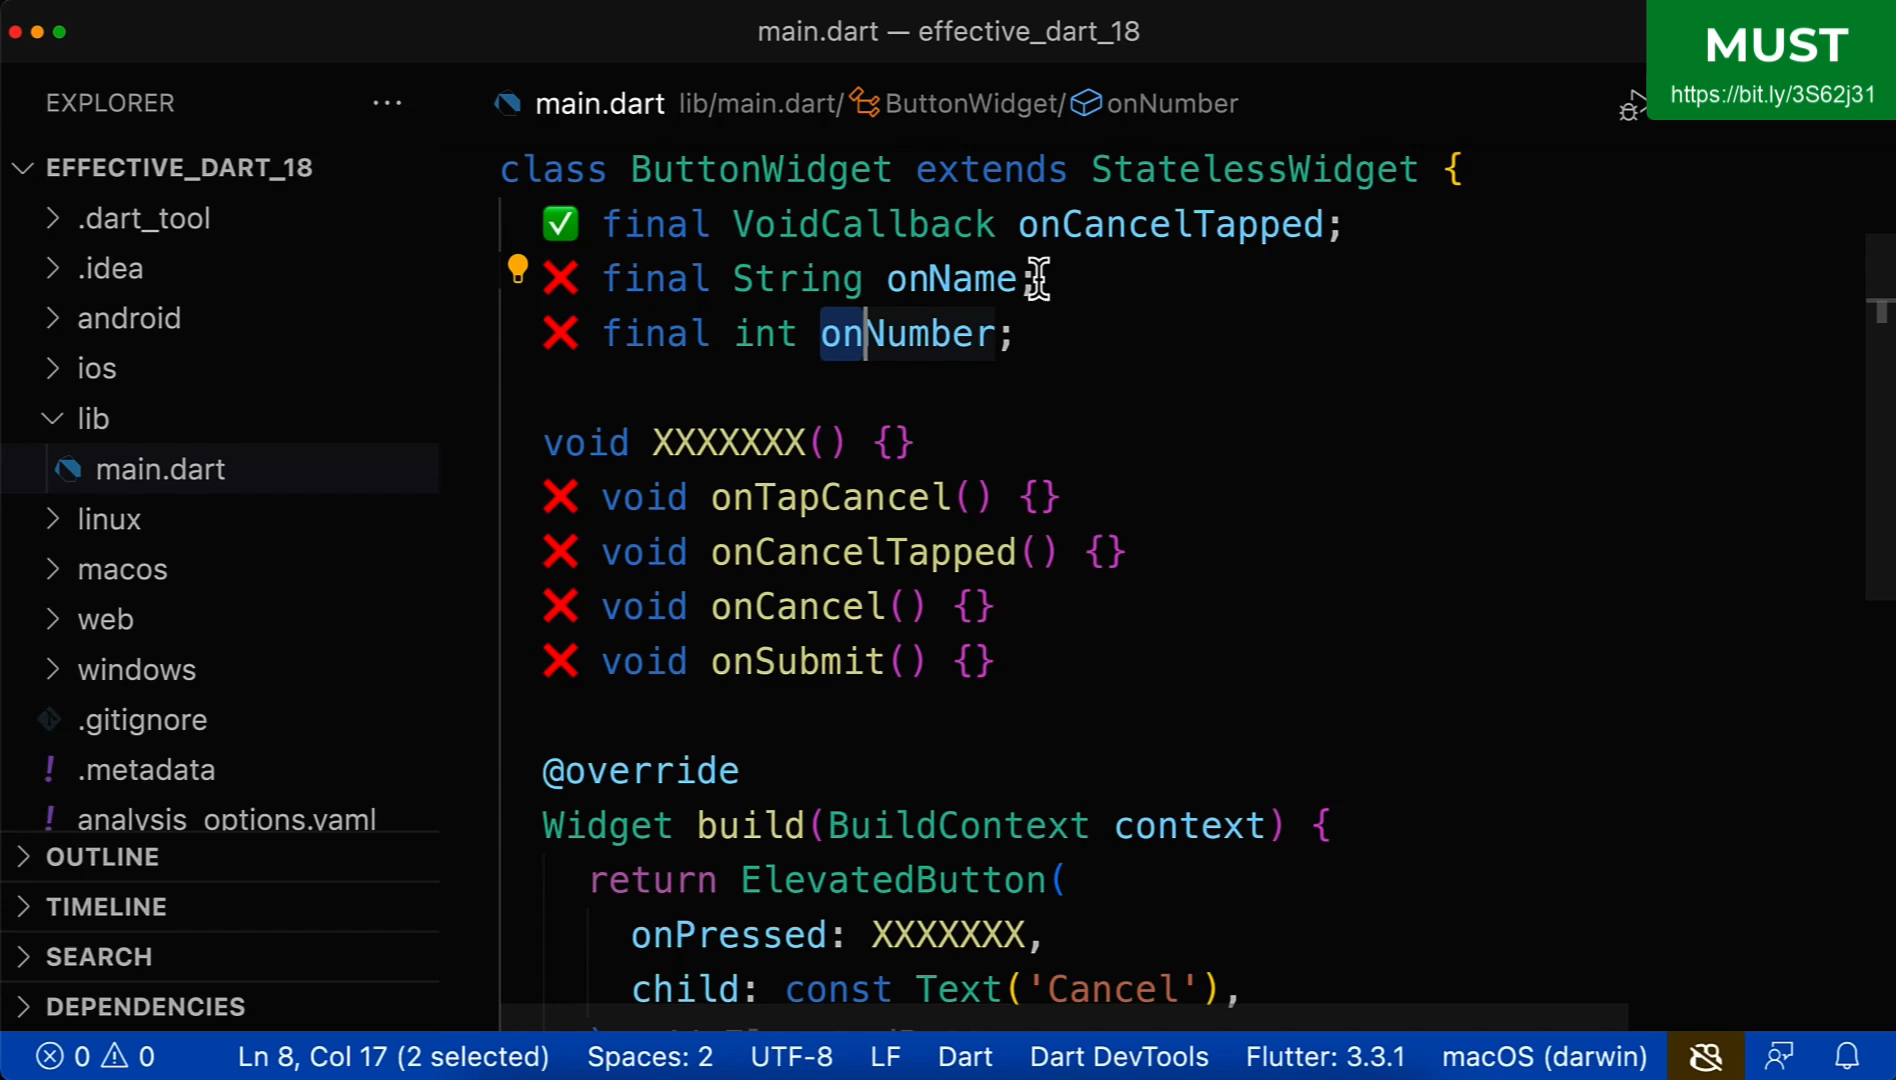 main.dart — effective_dart_18
MUST
https://bit.ly/3S62j31
EXPLORER
main.dart lib/main.dart/ ButtonWidget/ onNumber
EFFECTIVE_DART_18
.dart_tool
.idea
android
ios
lib
main.dart
linux
macos
web
windows
.gitignore
.metadata
analysis_options.yaml
OUTLINE
TIMELINE
SEARCH
DEPENDENCIES
class ButtonWidget extends StatelessWidget {
✅ final VoidCallback onCancelTapped;
❌ final String onName;
❌ final int onNumber;
void XXXXXXX() {}
❌ void onTapCancel() {}
❌ void onCancelTapped() {}
❌ void onCancel() {}
❌ void onSubmit() {}
@override
Widget build(BuildContext context) {
return ElevatedButton(
onPressed: XXXXXXX,
child: const Text('Cancel'),
0 0 Ln 8, Col 17 (2 selected) Spaces: 2 UTF-8 LF Dart Dart DevTools Flutter: 3.3.1 macOS (darwin)